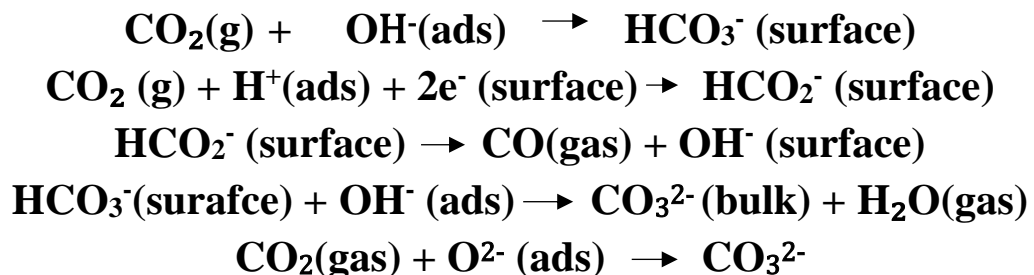 CO₂(g) + OH⁻(ads) → HCO₃⁻ (surface)
CO₂ (g) + H⁺(ads) + 2e⁻ (surface) → HCO₂⁻ (surface)
HCO₂⁻ (surface) → CO(gas) + OH⁻ (surface)
HCO₃⁻(surafce) + OH⁻ (ads) → CO₃²⁻ (bulk) + H₂O(gas)
CO₂(gas) + O²⁻ (ads) → CO₃²⁻